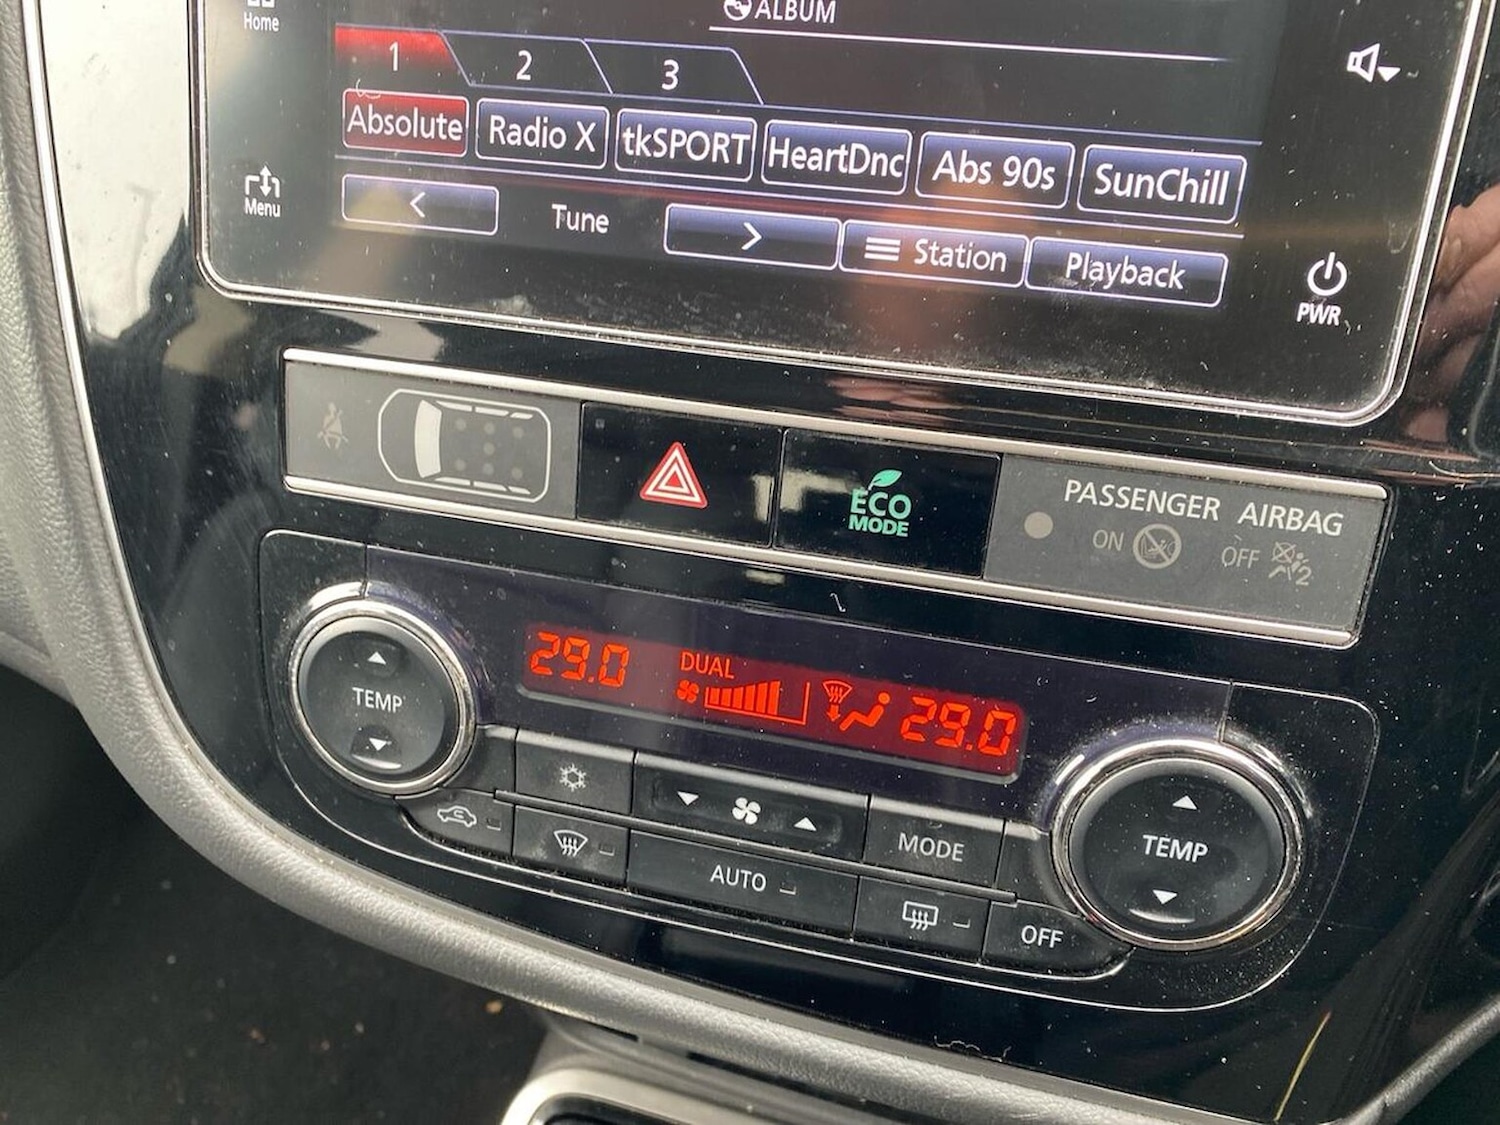 Home
ALBUM
1 2 3
Absolute Radio X tkSPORT HeartDnc Abs 90s SunChill
Menu
< Tune > Station Playback
PWR
ECO
MODE
PASSENGER AIRBAG
ON OFF 2
29.0 DUAL 29.0
TEMP
MODE
TEMP
AUTO
OFF